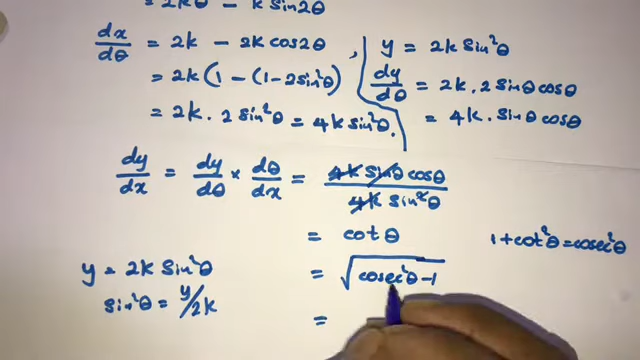 = 2kθ - k sin2θ
dx/dθ = 2k - 2k cos2θ , y = 2k sin²θ
= 2k(1 - (1-2sin²θ) dy/dθ = 2k. 2 sinθ cosθ
= 2k. 2 sin²θ = 4k sin²θ. = 4k. sinθ cosθ
dy/dx = dy/dθ × dθ/dx = 4k sinθ cosθ / 4k sin²θ
= cot θ 1+cot²θ=cosec²θ
y = 2k sin²θ = √(cosec²θ-1)
sin²θ = y/2k =